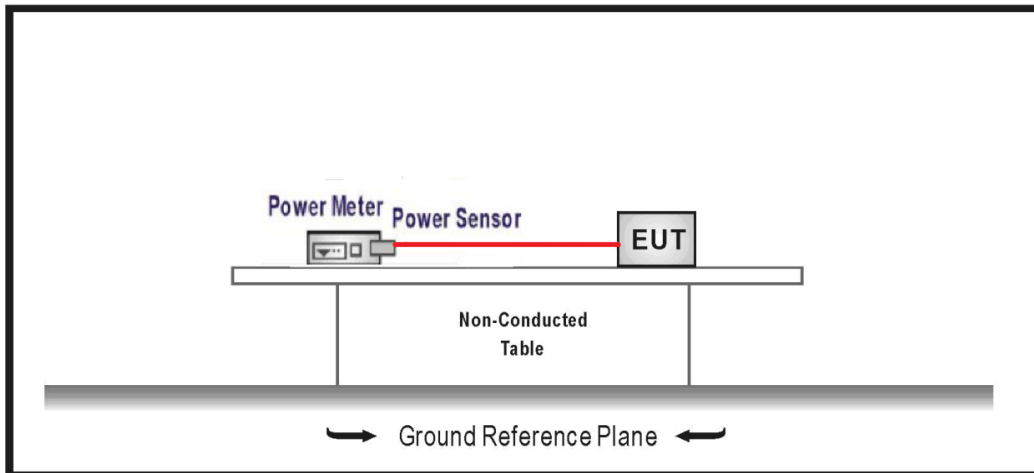 Power Meter
Power Sensor
EUT
Non-Conducted
Table
Ground Reference Plane